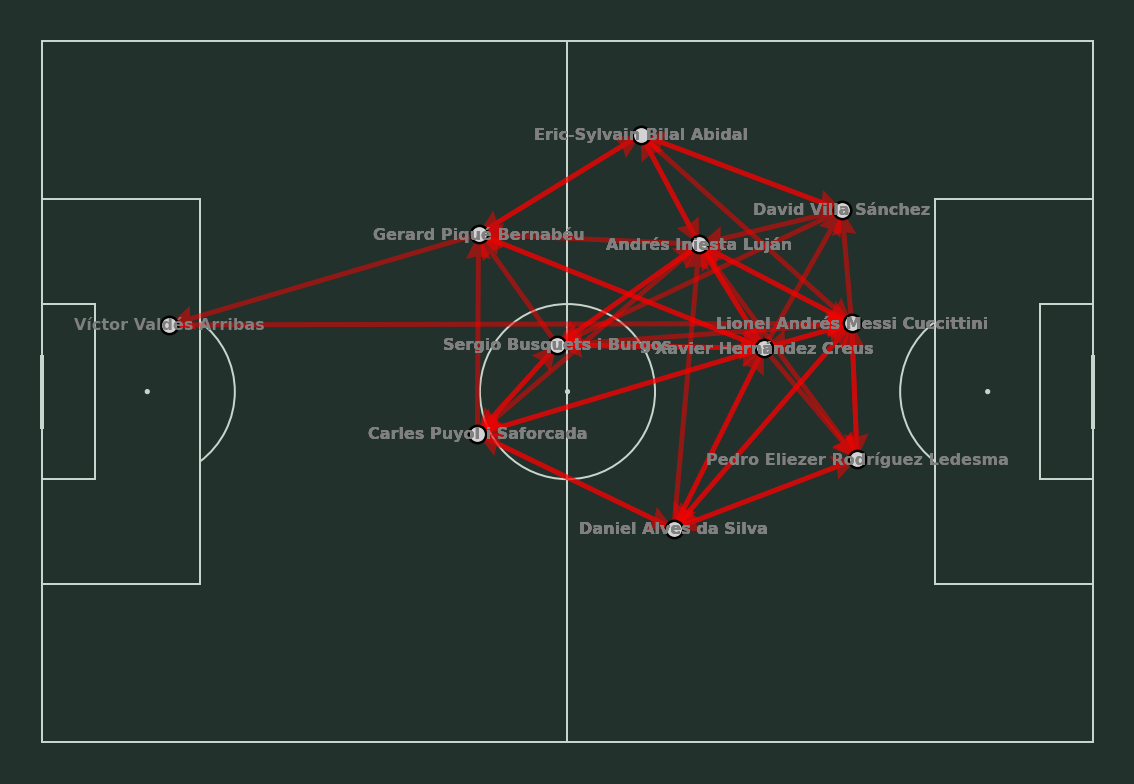 Eric-Sylvain Bilal Abidal
David Villa Sánchez
Gerard Piqué Bernabéu
Andrés Iniesta Luján
Víctor Valdés Arribas
Lionel Andrés Messi Cuccittini
Sergio Busquets i Burgos
Xavier Hernández Creus
Carles Puyol i Saforcada
Pedro Eliezer Rodríguez Ledesma
Daniel Alves da Silva